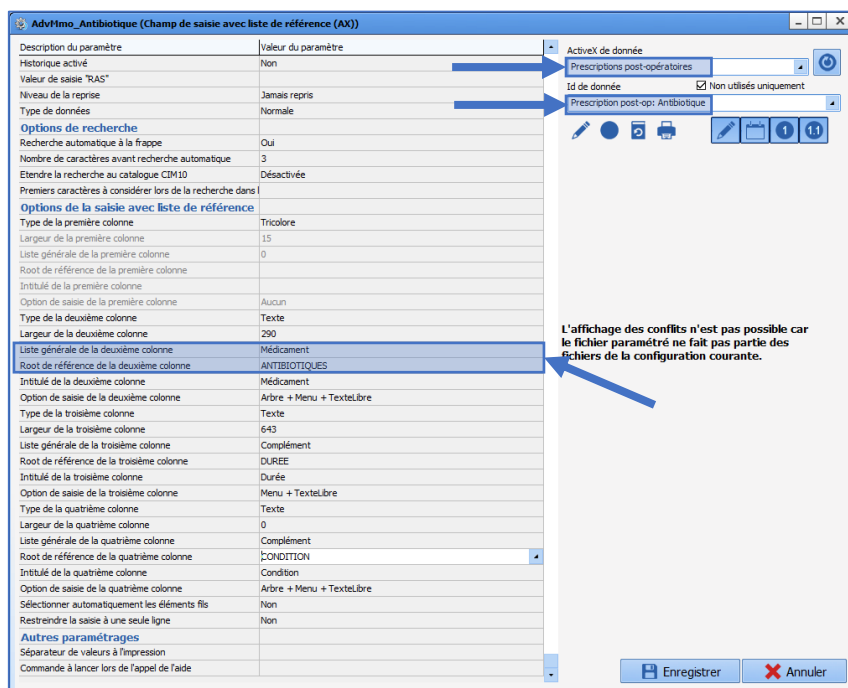 AdvMmo_Antibiotique (Champ de saisie avec liste de référence (AX))
Description du paramètre Valeur du paramètre
Historique activé Non
Valeur de saisie "RAS"
Niveau de la reprise Jamais repris
Type de données Normale
Options de recherche
Recherche automatique à la frappe Oui
Nombre de caractères avant recherche automatique 3
Etendre la recherche au catalogue CIM10 Désactivée
Premiers caractères à considérer lors de la recherche dans l
Options de la saisie avec liste de référence
Type de la première colonne Tricolore
Largeur de la première colonne 15
Liste générale de la première colonne 0
Root de référence de la première colonne
Intitulé de la première colonne
Option de saisie de la première colonne Aucun
Type de la deuxième colonne Texte
Largeur de la deuxième colonne 290
Liste générale de la deuxième colonne Médicament
Root de référence de la deuxième colonne ANTIBIOTIQUES
Intitulé de la deuxième colonne Médicament
Option de saisie de la deuxième colonne Arbre + Menu + TexteLibre
Type de la troisième colonne Texte
Largeur de la troisième colonne 643
Liste générale de la troisième colonne Complément
Root de référence de la troisième colonne DUREE
Intitulé de la troisième colonne Durée
Option de saisie de la troisième colonne Menu + TexteLibre
Type de la quatrième colonne Texte
Largeur de la quatrième colonne 0
Liste générale de la quatrième colonne Complément
Root de référence de la quatrième colonne CONDITION
Intitulé de la quatrième colonne Condition
Option de saisie de la quatrième colonne Arbre + Menu + TexteLibre
Sélectionner automatiquement les éléments fils Non
Restreindre la saisie à une seule ligne Non
Autres paramétrages
Séparateur de valeurs à l'impression
Commande à lancer lors de l'appel de l'aide
ActiveX de donnée
Prescriptions post-opératoires
Id de donnée Non utilisés uniquement
Prescription post-op: Antibiotique
1 1.1
L'affichage des conflits n'est pas possible car
le fichier paramétré ne fait pas partie des
fichiers de la configuration courante.
Enregistrer Annuler